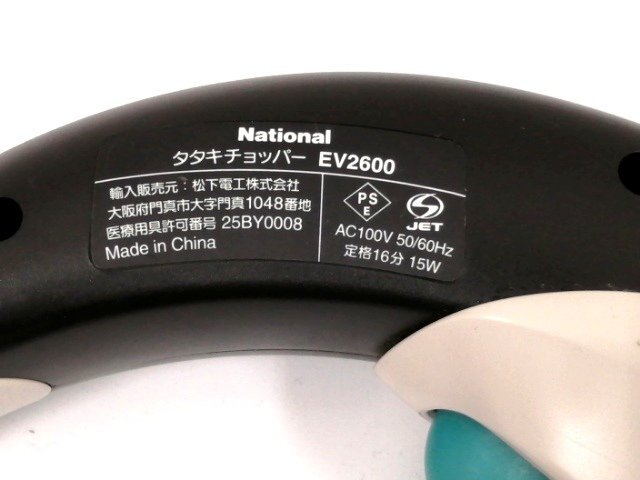 National
タタキチョッパー EV2600
輸入販売元：松下電工株式会社
大阪府門真市大字門真1048番地
医療用具許可番号 25BY0008
Made in China
PS
E
JET
AC100V 50/60Hz
定格16分 15W